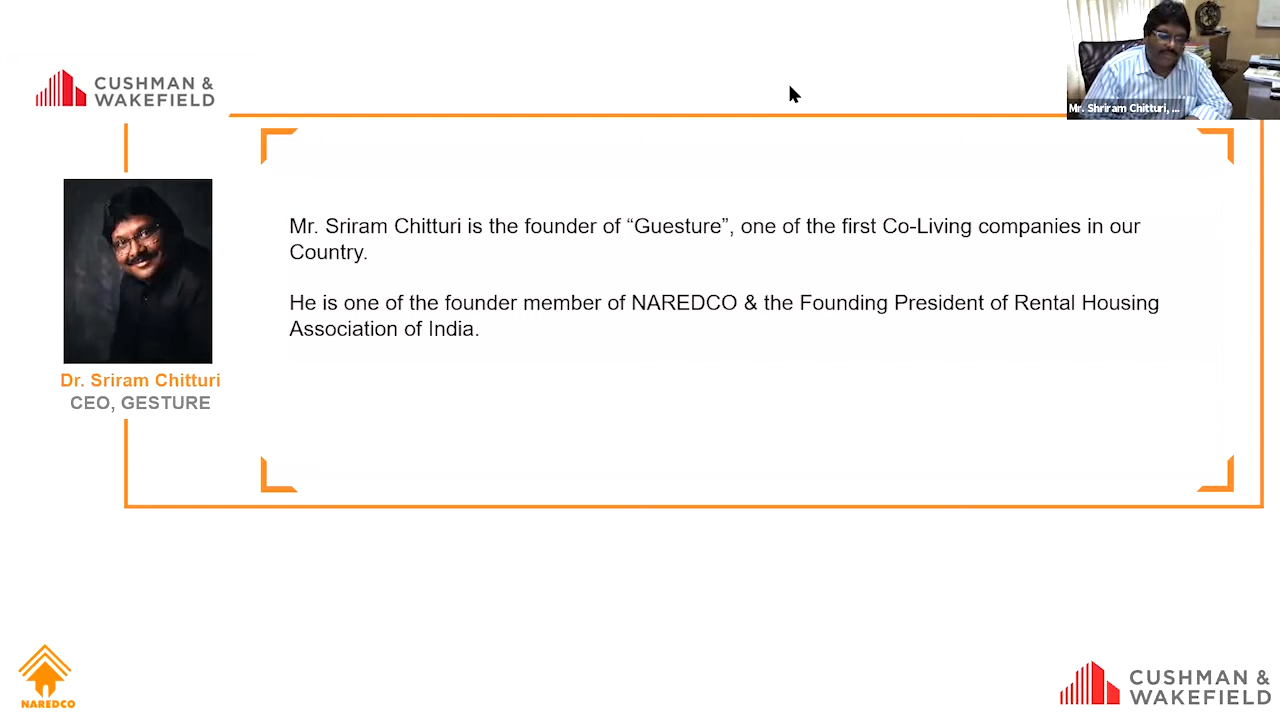 CUSHMAN &
WAKEFIELD
Mr. Shriram Chitturi, ...
Mr. Sriram Chitturi is the founder of “Guesture”, one of the first Co-Living companies in our
Country.
He is one of the founder member of NAREDCO & the Founding President of Rental Housing
Association of India.
Dr. Sriram Chitturi
CEO, GESTURE
NAREDCO
CUSHMAN &
WAKEFIELD